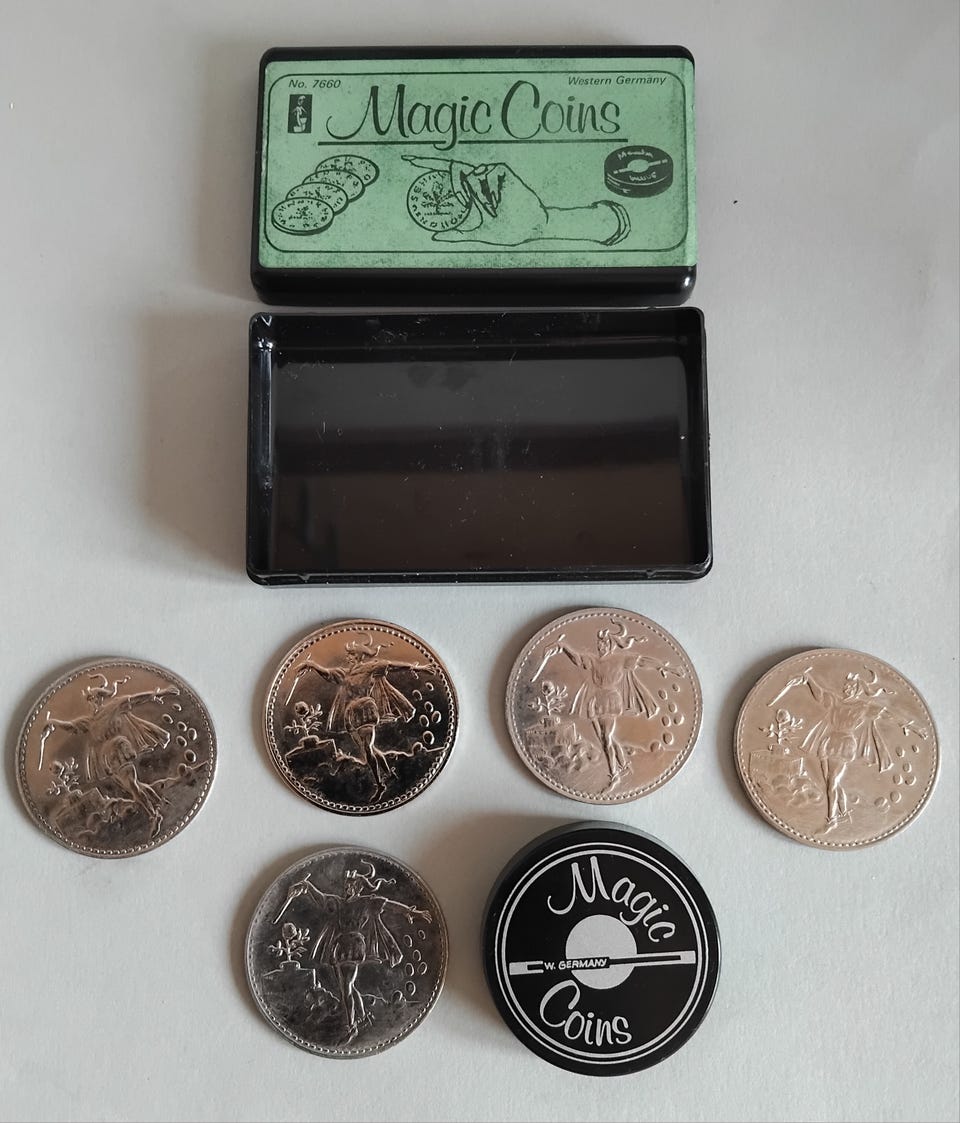 No. 7660
Western Germany
Magic Coins
Magic
W. GERMANY
Coins